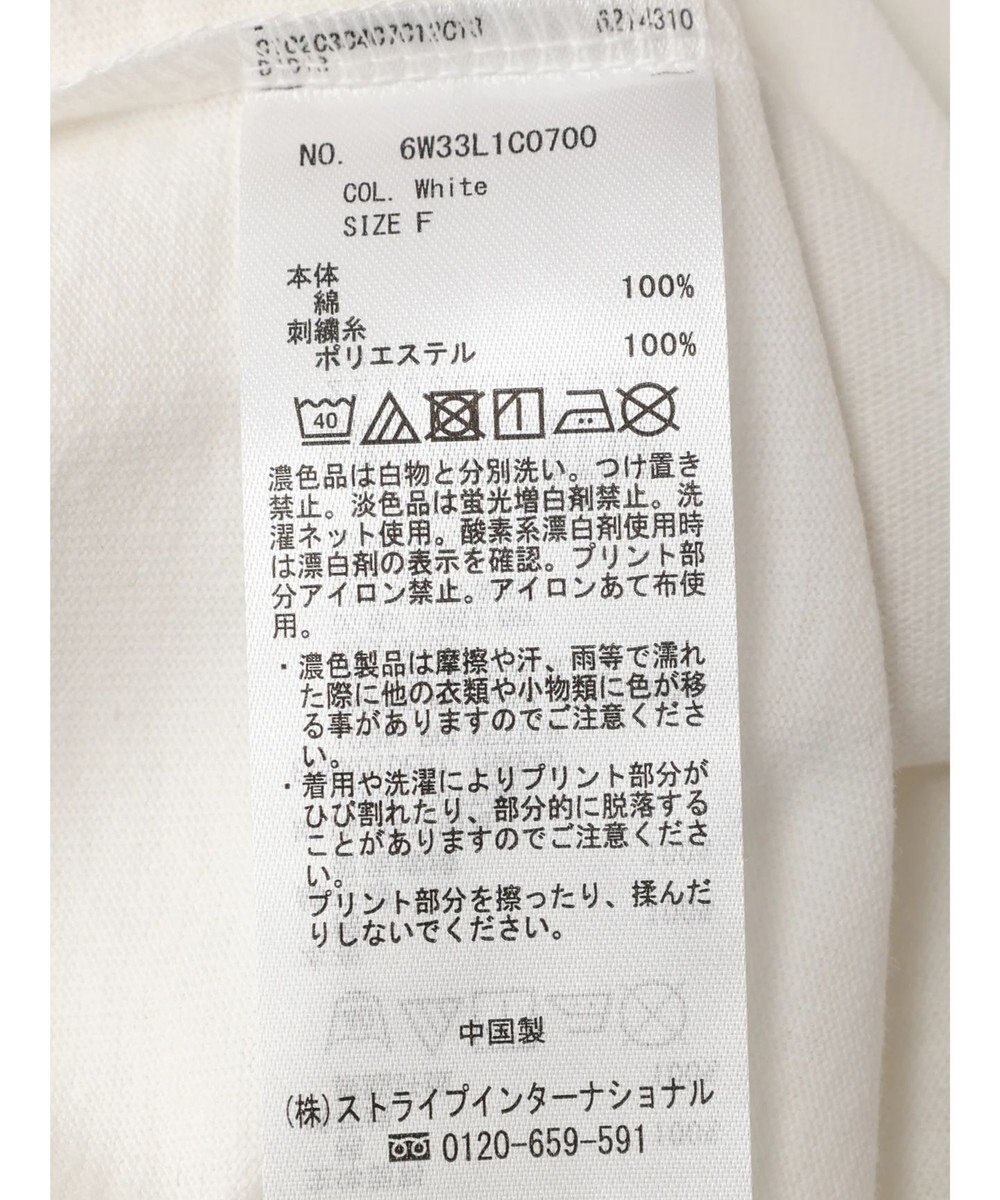 NO. 6W33L1C0700
COL. White
SIZE F
本体
綿 100%
刺繍糸
ポリエステル 100%
40
濃色品は白物と分別洗い。つけ置き
禁止。淡色品は蛍光増白剤禁止。洗
濯ネット使用。酸素系漂白剤使用時
は漂白剤の表示を確認。プリント部
分アイロン禁止。アイロンあて布使
用。
・濃色製品は摩擦や汗、雨等で濡れ
た際に他の衣類や小物類に色が移
る事がありますのでご注意くださ
い。
・着用や洗濯によりプリント部分が
ひび割れたり、部分的に脱落する
ことがありますのでご注意くださ
い。
プリント部分を擦ったり、揉んだ
りしないでください。
中国製
(株)ストライプインターナショナル
0120-659-591